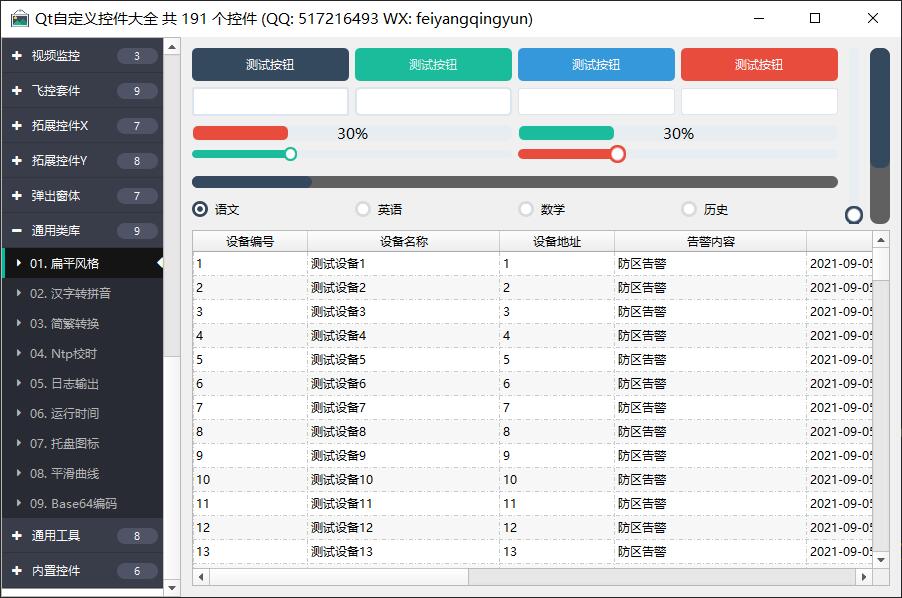 Qt自定义控件大全 共 191 个控件 (QQ: 517216493 WX: feiyangqingyun)
视频监控 3
飞控套件 9
拓展控件X 7
拓展控件Y 8
弹出窗体 7
通用类库 9
01. 扁平风格
02. 汉字转拼音
03. 简繁转换
04. Ntp校时
05. 日志输出
06. 运行时间
07. 托盘图标
08. 平滑曲线
09. Base64编码
通用工具 8
内置控件 6
测试按钮 测试按钮 测试按钮 测试按钮
30% 30%
语文 英语 数学 历史
设备编号 设备名称 设备地址 告警内容
1 测试设备1 1 防区告警 2021-09-05
2 测试设备2 2 防区告警 2021-09-05
3 测试设备3 3 防区告警 2021-09-05
4 测试设备4 4 防区告警 2021-09-05
5 测试设备5 5 防区告警 2021-09-05
6 测试设备6 6 防区告警 2021-09-05
7 测试设备7 7 防区告警 2021-09-05
8 测试设备8 8 防区告警 2021-09-05
9 测试设备9 9 防区告警 2021-09-05
10 测试设备10 10 防区告警 2021-09-05
11 测试设备11 11 防区告警 2021-09-05
12 测试设备12 12 防区告警 2021-09-05
13 测试设备13 13 防区告警 2021-09-05